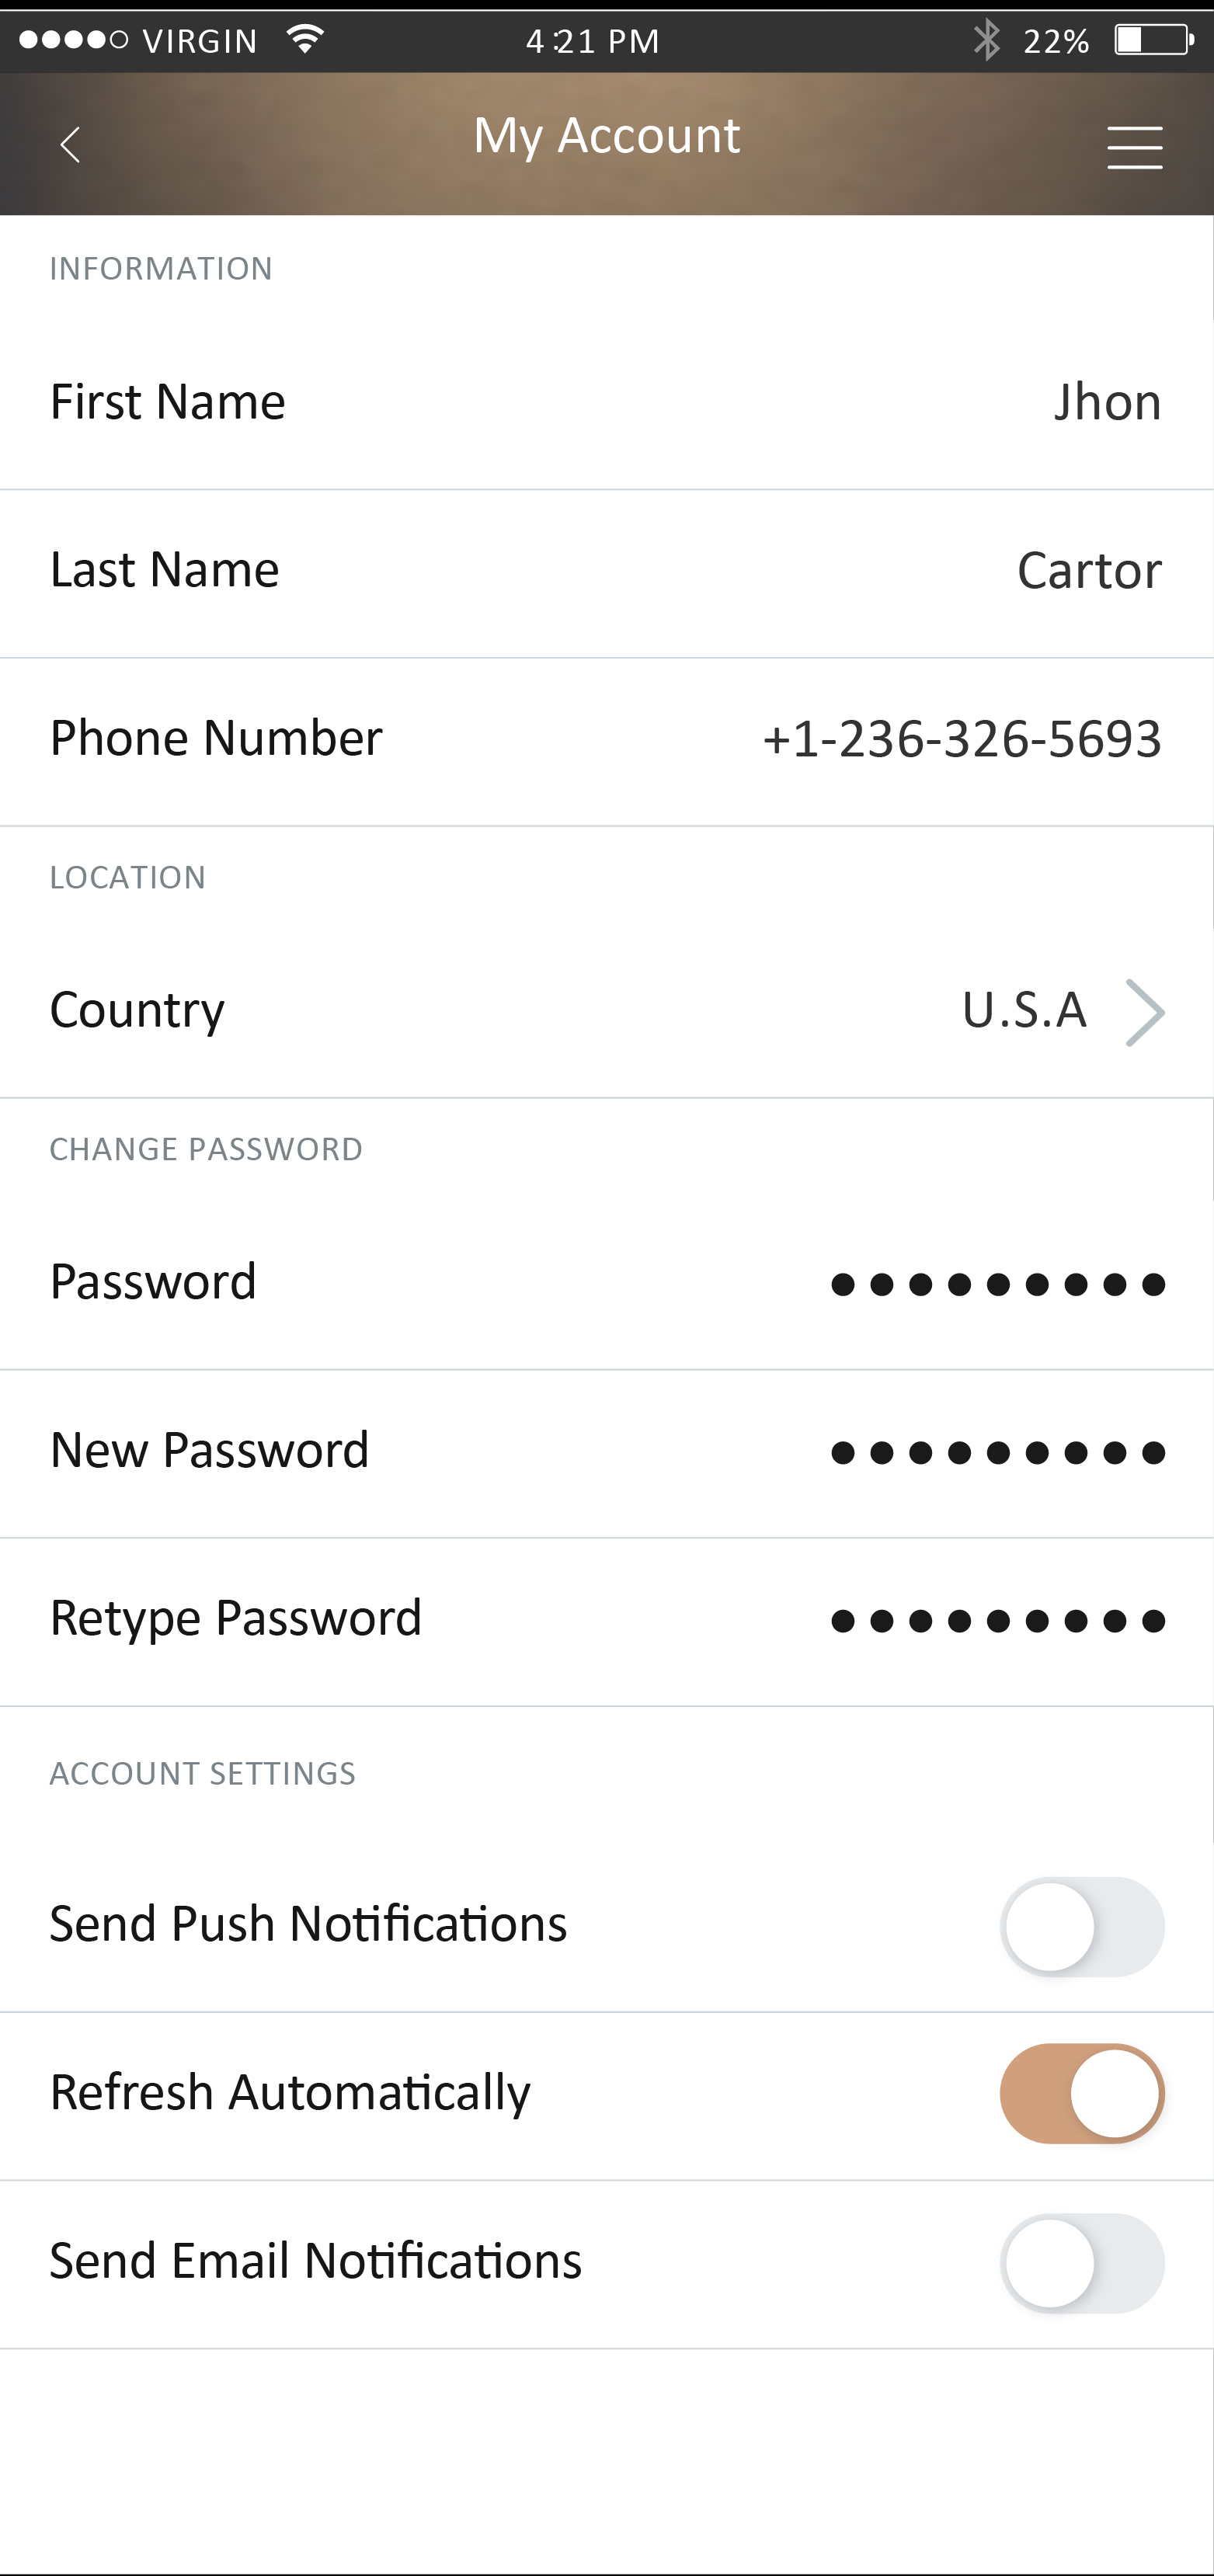 VIRGIN 4:21 PM 22%
My Account
INFORMATION
First Name Jhon
Last Name Cartor
Phone Number +1-236-326-5693
LOCATION
Country U.S.A
CHANGE PASSWORD
Password •••••••••
New Password •••••••••
Retype Password •••••••••
ACCOUNT SETTINGS
Send Push Notifications
Refresh Automatically
Send Email Notifications